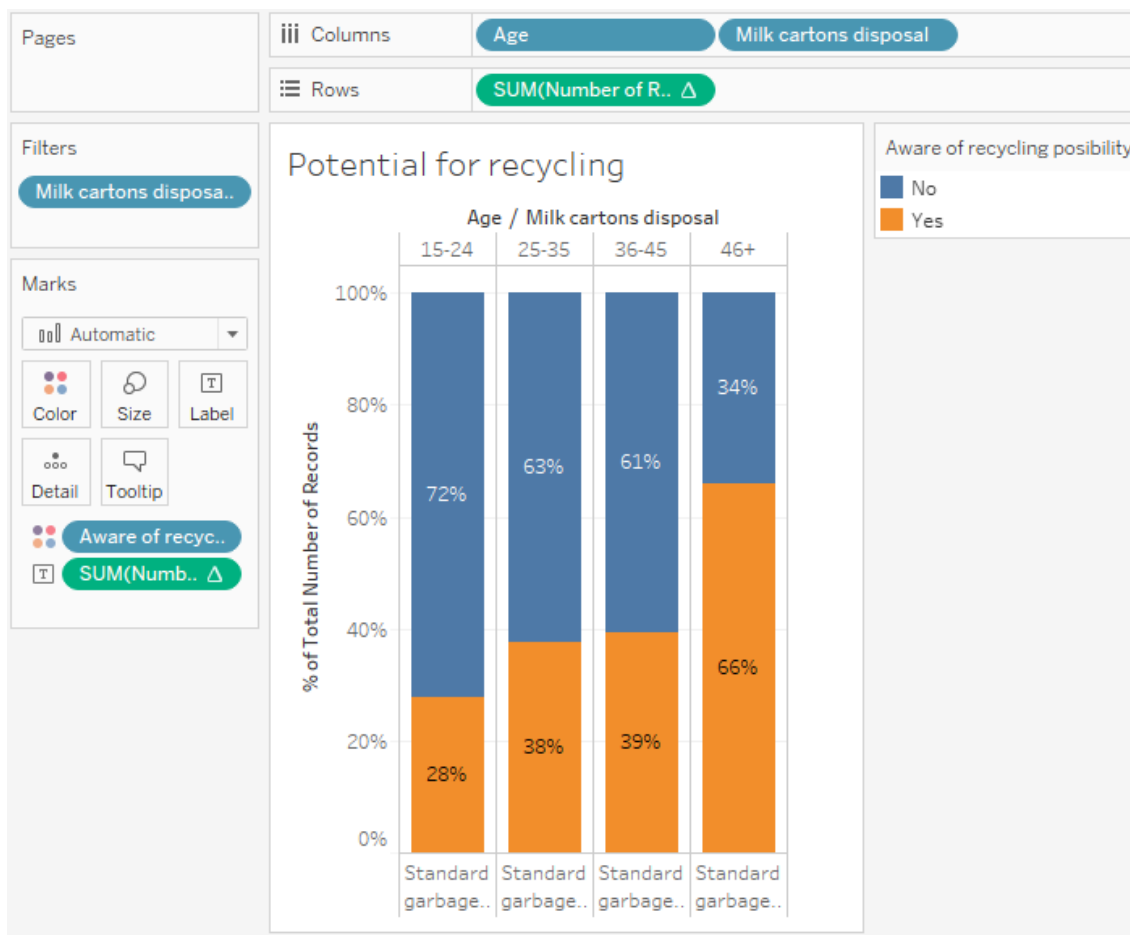 Pages
Columns
Age
Milk cartons disposal
Rows
SUM(Number of R.. Δ
Filters
Milk cartons disposa..
Marks
Automatic
Color
Size
Label
Detail
Tooltip
Aware of recyc..
SUM(Numb.. Δ
Potential for recycling
Age / Milk cartons disposal
15-24 25-35 36-45 46+
% of Total Number of Records
100%
80%
60%
40%
20%
0%
72% 63% 61% 34%
28% 38% 39% 66%
Standard Standard Standard Standard
garbage.. garbage.. garbage.. garbage..
Aware of recycling posibility
No
Yes